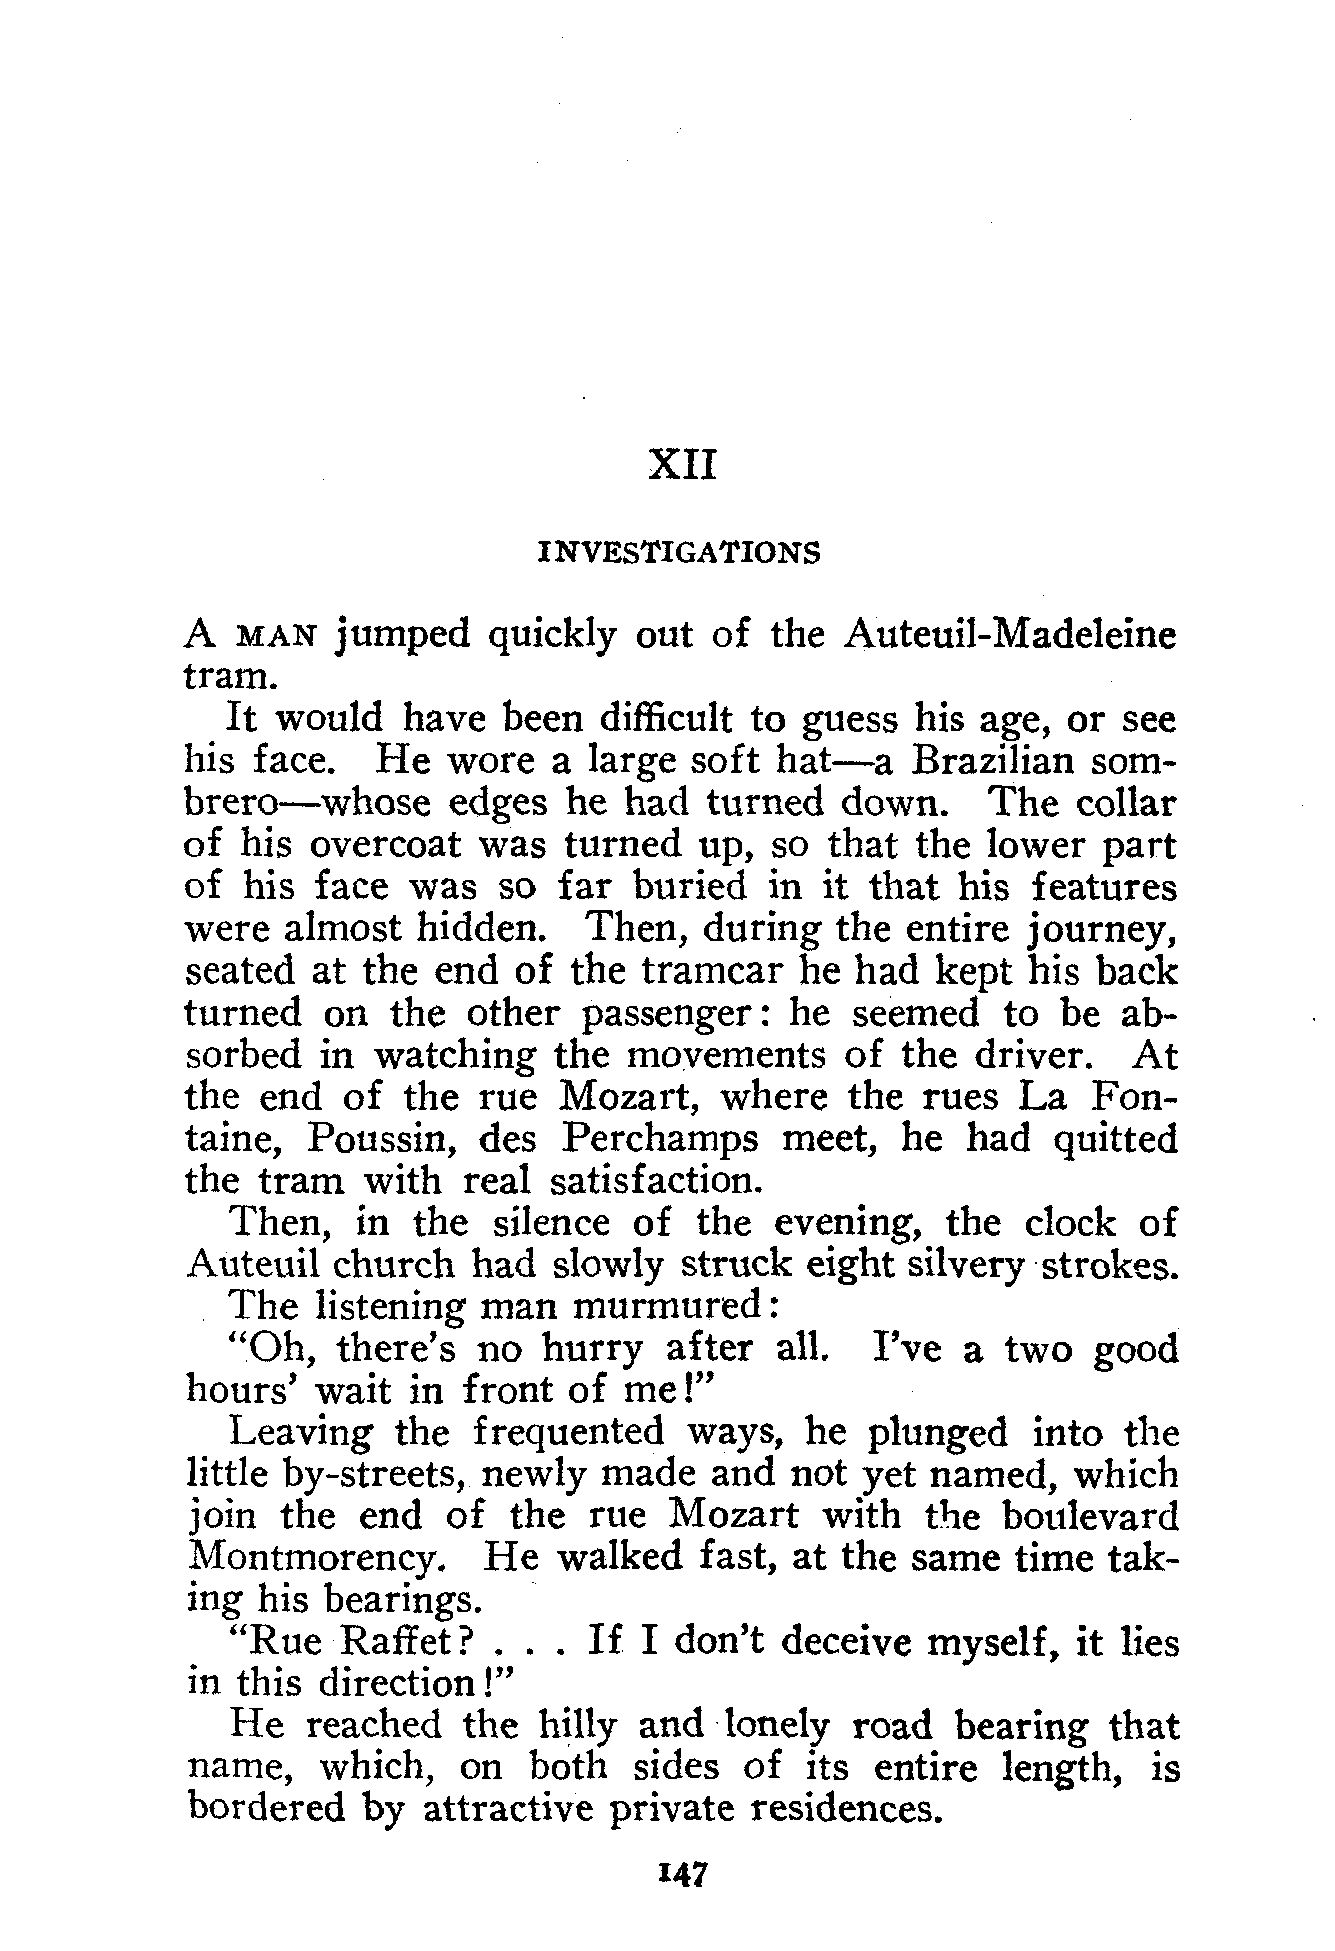 XII
INVESTIGATIONS
A MAN jumped quickly out of the Auteuil-Madeleine
tram.
It would have been difficult to guess his age, or see
his face. He wore a large soft hat—a Brazilian som-
brero—whose edges he had turned down. The collar
of his overcoat was turned up, so that the lower part
of his face was so far buried in it that his features
were almost hidden. Then, during the entire journey,
seated at the end of the tramcar he had kept his back
turned on the other passenger: he seemed to be ab-
sorbed in watching the movements of the driver. At
the end of the rue Mozart, where the rues La Fon-
taine, Poussin, des Perchamps meet, he had quitted
the tram with real satisfaction.
Then, in the silence of the evening, the clock of
Auteuil church had slowly struck eight silvery strokes.
The listening man murmured:
“Oh, there’s no hurry after all. I’ve a two good
hours’ wait in front of me!”
Leaving the frequented ways, he plunged into the
little by-streets, newly made and not yet named, which
join the end of the rue Mozart with the boulevard
Montmorency. He walked fast, at the same time tak-
ing his bearings.
“Rue Raffet? . . . If I don’t deceive myself, it lies
in this direction!”
He reached the hilly and lonely road bearing that
name, which, on both sides of its entire length, is
bordered by attractive private residences.
147